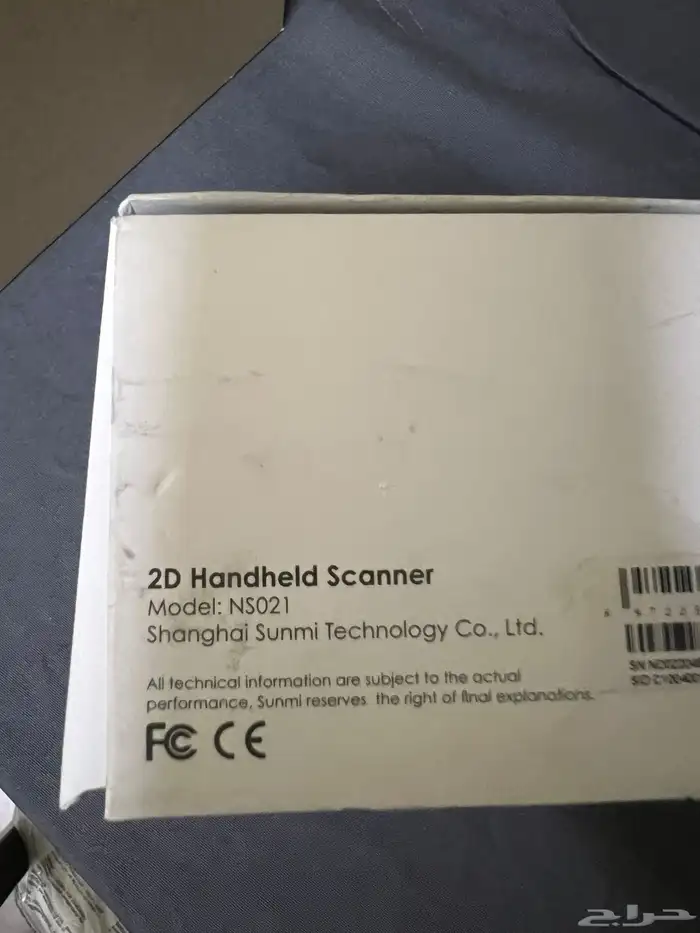 2D Handheld Scanner
Model: NS021
Shanghai Sunmi Technology Co., Ltd.
All technical information are subject to the actual
performance, Sunmi reserves the right of final explanations.
FC CE
حراج